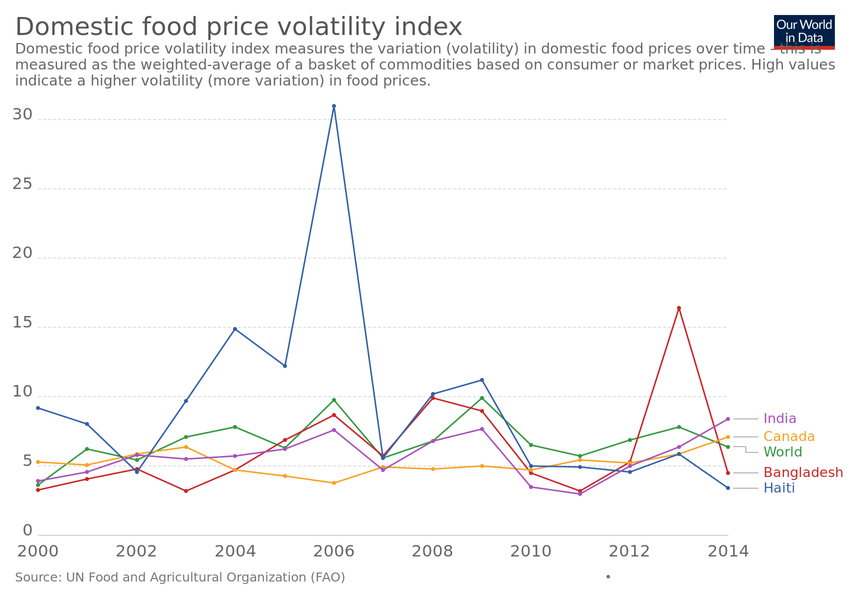 Domestic food price volatility index
Our World
in Data
Domestic food price volatility index measures the variation (volatility) in domestic food prices over time - this is
measured as the weighted-average of a basket of commodities based on consumer or market prices. High values
indicate a higher volatility (more variation) in food prices.
30
25
20
15
10
5
0
India
Canada
World
Bangladesh
Haiti
2000 2002 2004 2006 2008 2010 2012 2014
Source: UN Food and Agricultural Organization (FAO)